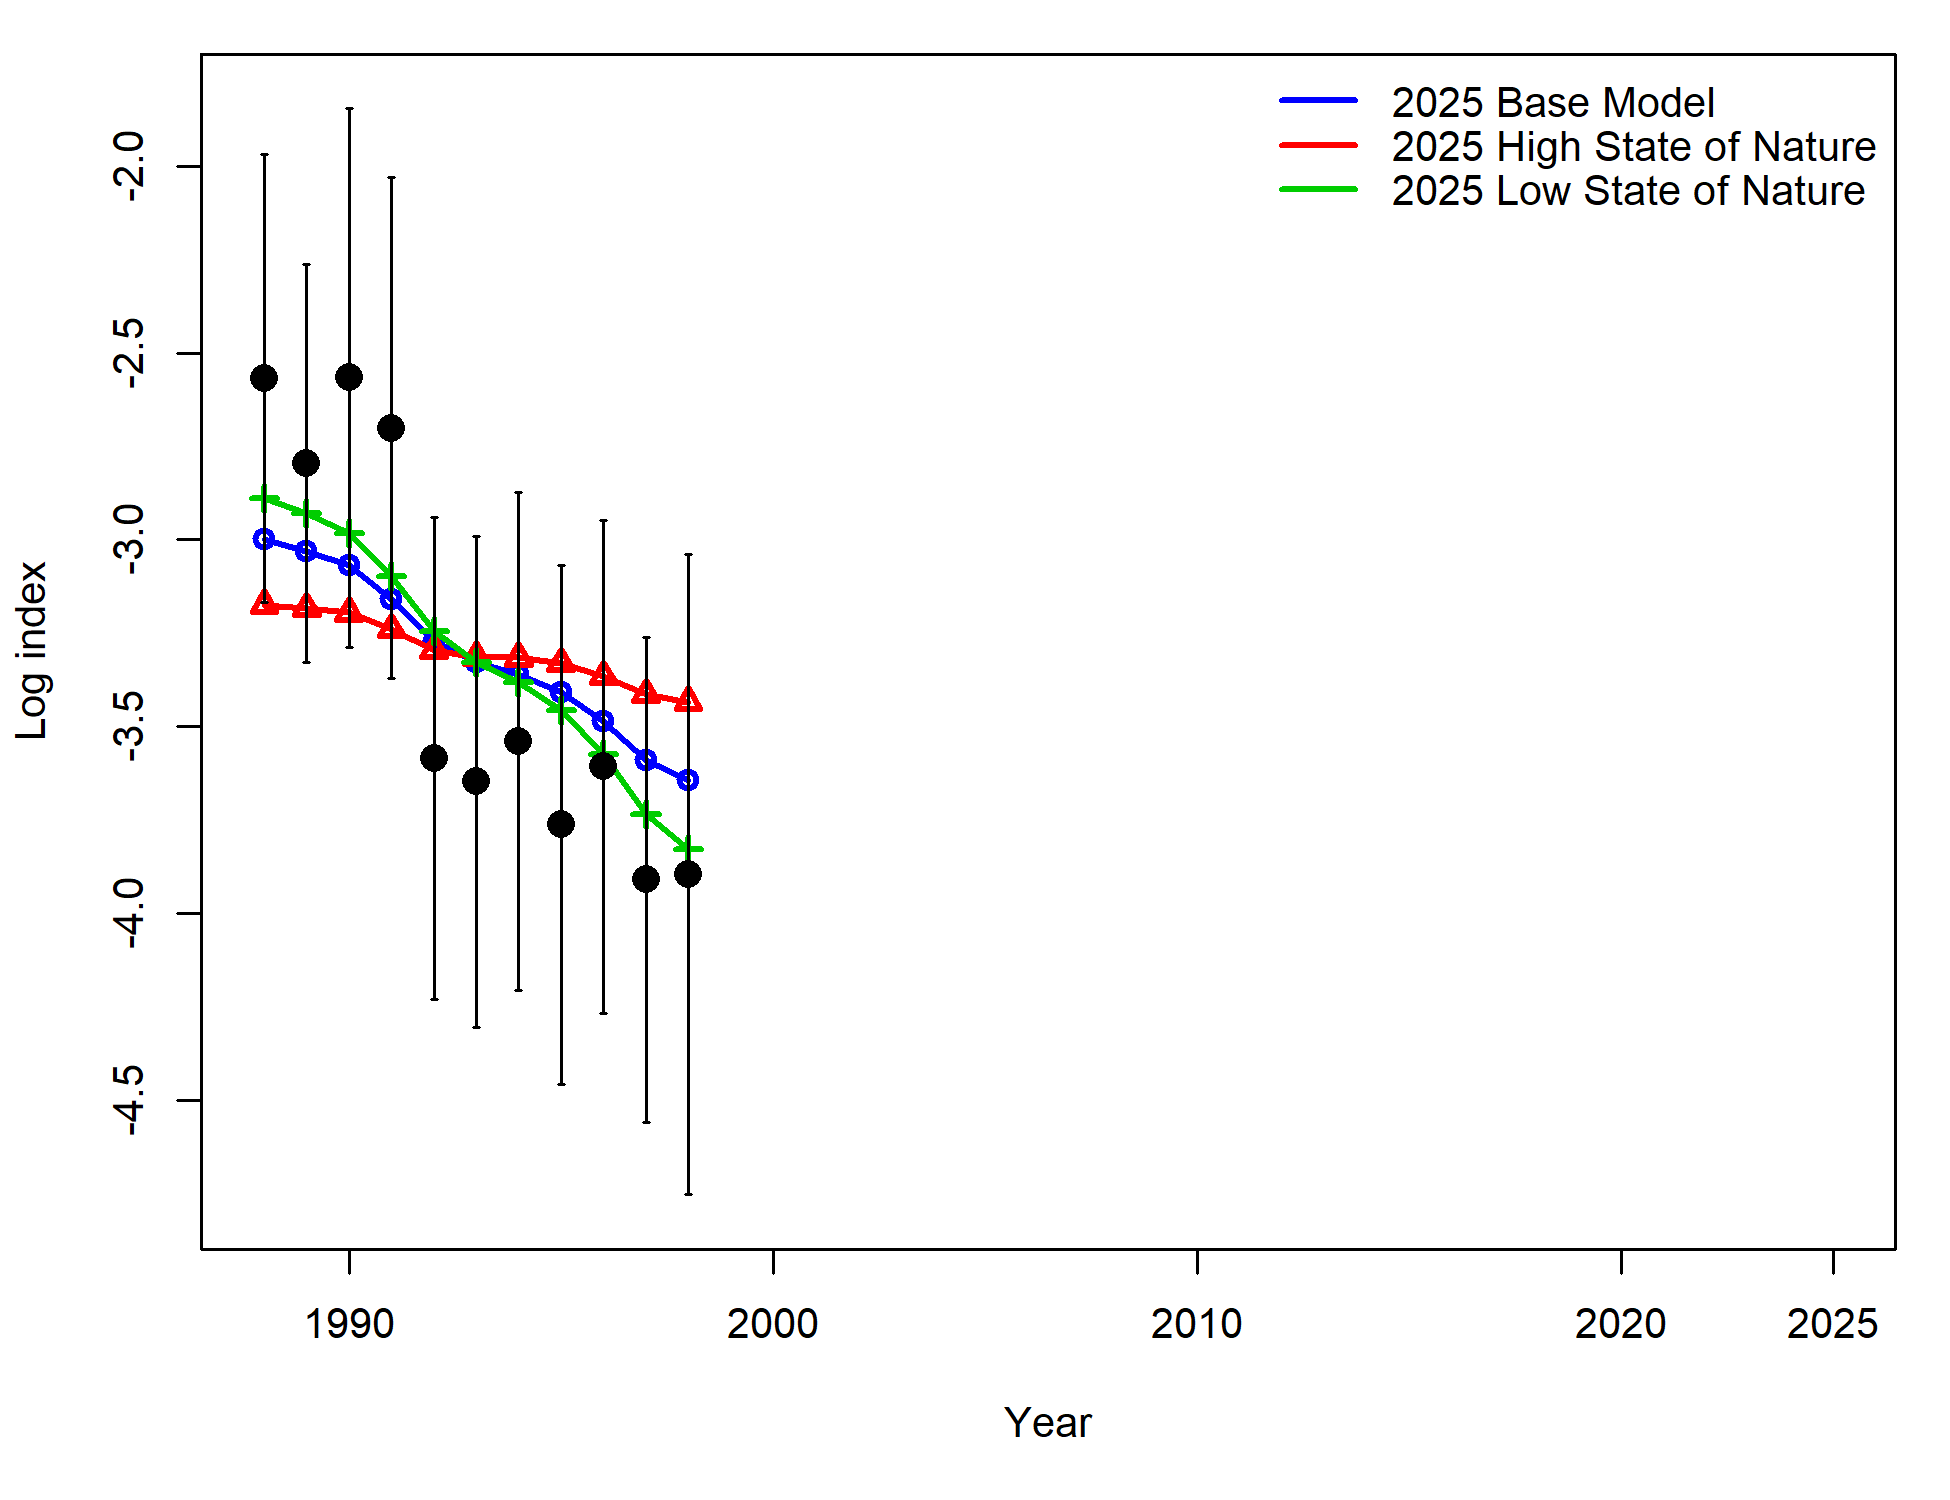 2025 Base Model
2025 High State of Nature
2025 Low State of Nature
-2.0
-2.5
-3.0
-3.5
-4.0
-4.5
Log index
1990 2000 2010 2020 2025
Year